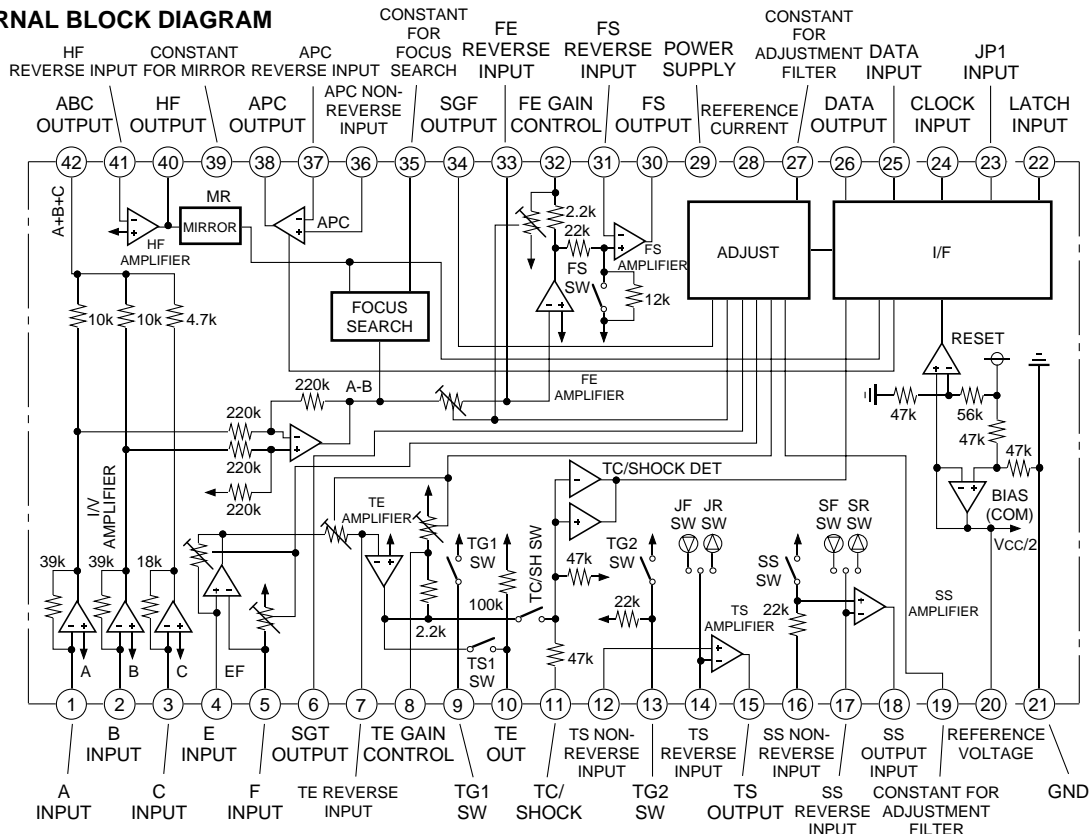 RNAL BLOCK DIAGRAM
HF
REVERSE INPUT
CONSTANT
FOR MIRROR
APC
REVERSE INPUT
CONSTANT
FOR
FOCUS
SEARCH
FE
REVERSE
INPUT
FS
REVERSE
INPUT
POWER
SUPPLY
CONSTANT
FOR
ADJUSTMENT
FILTER
DATA
INPUT
JP1
INPUT
ABC
OUTPUT
HF
OUTPUT
APC
OUTPUT
APC NON-
REVERSE
INPUT
SGF
OUTPUT
FE GAIN
CONTROL
FS
OUTPUT
REFERENCE
CURRENT
DATA
OUTPUT
CLOCK
INPUT
LATCH
INPUT
42 41 40 39 38 37 36 35 34 33 32 31 30 29 28 27 26 25 24 23 22
A+B+C
HF
AMPLIFIER
MR
MIRROR
APC
FOCUS
SEARCH
2.2k
22k
FS
SW
FS
AMPLIFIER
12k
ADJUST
I/F
10k 10k 4.7k
RESET
47k
56k
47k
47k
BIAS
(COM)
VCC/2
FE
AMPLIFIER
A-B
220k
220k
220k
220k
I/V
AMPLIFIER
39k 39k 18k
A B C
EF
TE
AMPLIFIER
2.2k
TG1
SW
100k
TS1
SW
TC/SH SW
TC/SHOCK DET
47k
47k
TG2
SW
22k
JF
SW
JR
SW
TS
AMPLIFIER
SS
SW
22k
SF
SW
SR
SW
SS
AMPLIFIER
1 2 3 4 5 6 7 8 9 10 11 12 13 14 15 16 17 18 19 20 21
B
INPUT
E
INPUT
SGT
OUTPUT
TE GAIN
CONTROL
TE
OUT
TS NON-
REVERSE
INPUT
TS
REVERSE
INPUT
SS NON-
REVERSE
INPUT
SS
OUTPUT
INPUT
REFERENCE
VOLTAGE
A
INPUT
C
INPUT
F
INPUT
TE REVERSE
INPUT
TG1
SW
TC/
SHOCK
TG2
SW
TS
OUTPUT
SS
REVERSE
INPUT
CONSTANT FOR
ADJUSTMENT
FILTER
GND